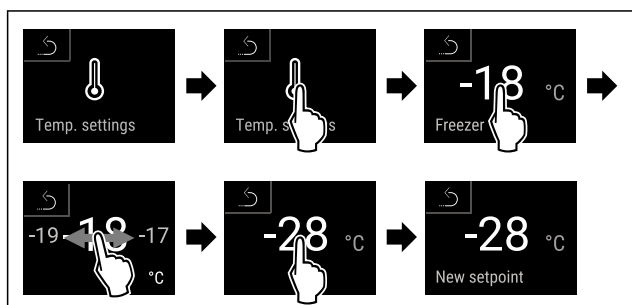 Temp. settings
Temp. s s
-18 °C
Freezer
-19 -18 -17
°C
-28 °C
-28 °C
New setpoint